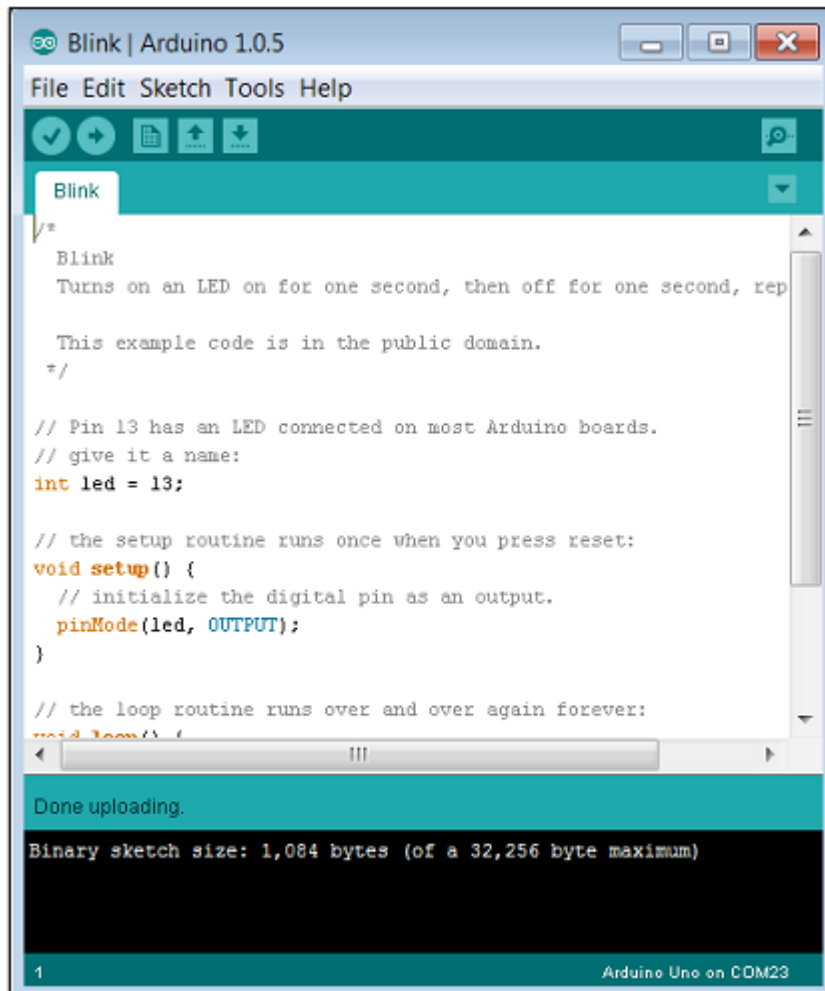 Blink | Arduino 1.0.5
File Edit Sketch Tools Help
Blink
/*
Blink
Turns on an LED on for one second, then off for one second, rep
This example code is in the public domain.
*/
// Pin 13 has an LED connected on most Arduino boards.
// give it a name:
int led = 13;
// the setup routine runs once when you press reset:
void setup() {
// initialize the digital pin as an output.
pinMode(led, OUTPUT);
}
// the loop routine runs over and over again forever:
void loop() {
Done uploading.
Binary sketch size: 1,084 bytes (of a 32,256 byte maximum)
1
Arduino Uno on COM23